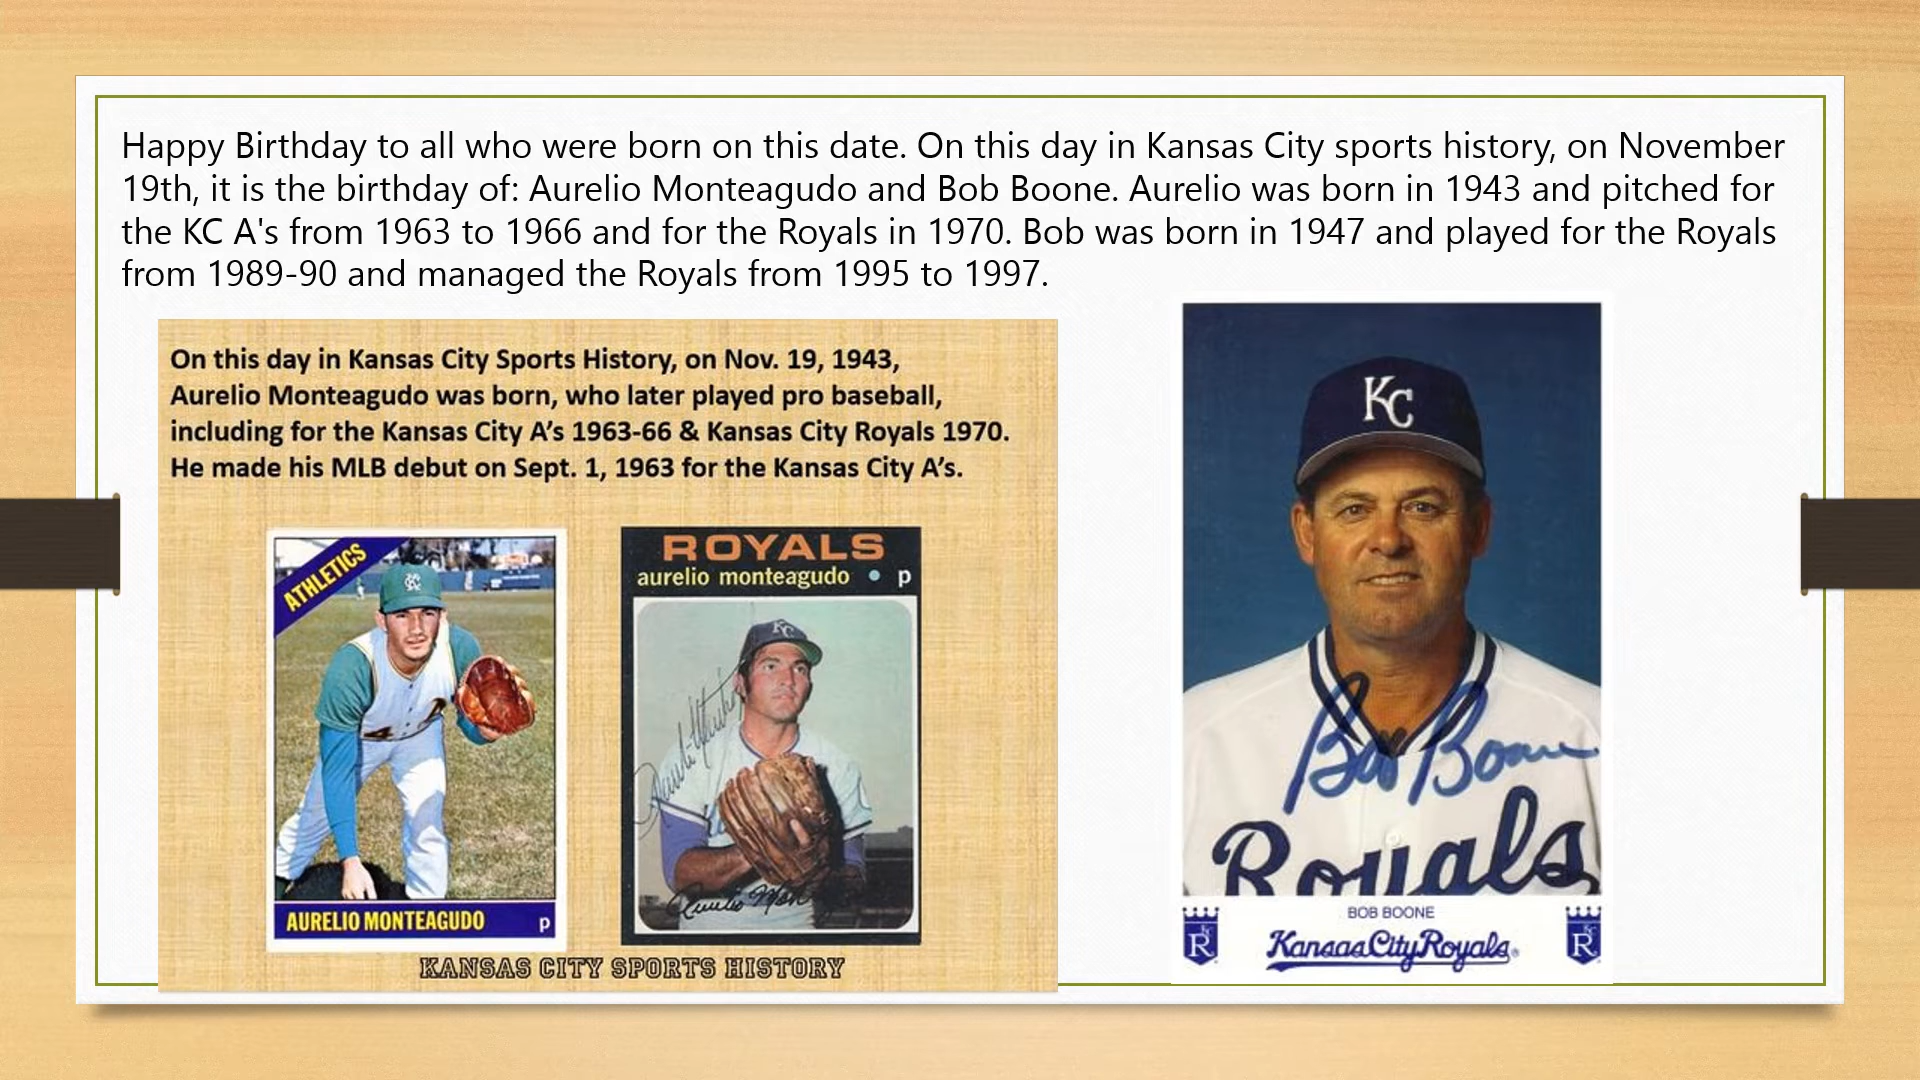 Happy Birthday to all who were born on this date. On this day in Kansas City sports history, on November
19th, it is the birthday of: Aurelio Monteagudo and Bob Boone. Aurelio was born in 1943 and pitched for
the KC A's from 1963 to 1966 and for the Royals in 1970. Bob was born in 1947 and played for the Royals
from 1989-90 and managed the Royals from 1995 to 1997.
On this day in Kansas City Sports History, on Nov. 19, 1943,
Aurelio Monteagudo was born, who later played pro baseball,
including for the Kansas City A’s 1963-66 & Kansas City Royals 1970.
He made his MLB debut on Sept. 1, 1963 for the Kansas City A’s.
ATHLETICS
AURELIO MONTEAGUDO p
ROYALS
aurelio monteagudo • p
KC
KANSAS CITY SPORTS HISTORY
KC
Bob Boone
Royals
BOB BOONE
R Kansas City Royals R